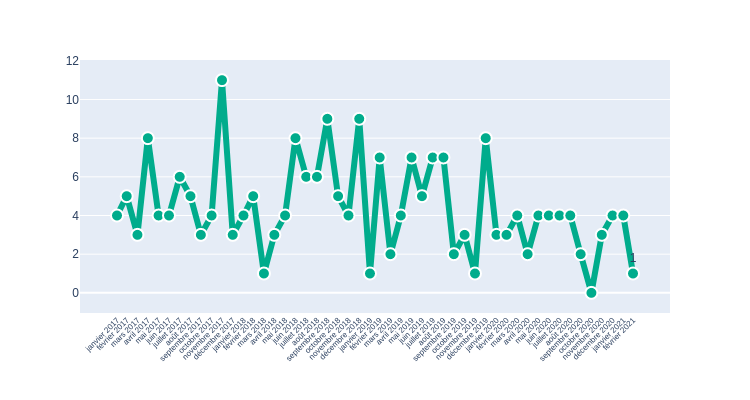 12
10
8
6
4
2
0
1
janvier 2017
février 2017
mars 2017
avril 2017
mai 2017
juin 2017
juillet 2017
août 2017
septembre 2017
octobre 2017
novembre 2017
décembre 2017
janvier 2018
février 2018
mars 2018
avril 2018
mai 2018
juin 2018
juillet 2018
août 2018
septembre 2018
octobre 2018
novembre 2018
décembre 2018
janvier 2019
février 2019
mars 2019
avril 2019
mai 2019
juin 2019
juillet 2019
août 2019
septembre 2019
octobre 2019
novembre 2019
décembre 2019
janvier 2020
février 2020
mars 2020
avril 2020
mai 2020
juin 2020
juillet 2020
août 2020
septembre 2020
octobre 2020
novembre 2020
décembre 2020
janvier 2021
février 2021